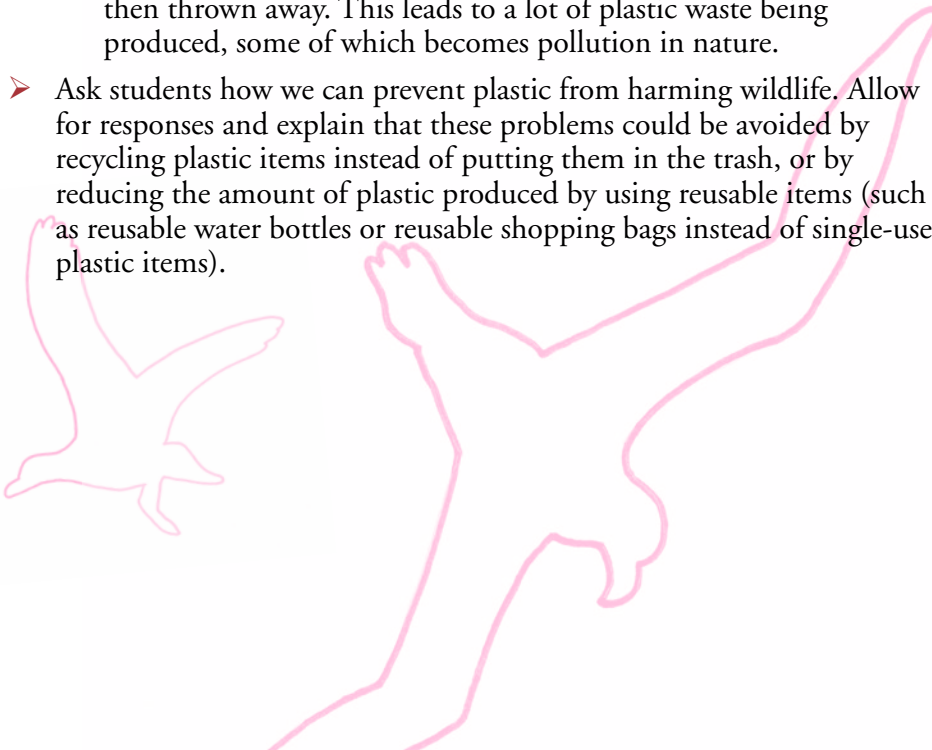 then thrown away. This leads to a lot of plastic waste being
produced, some of which becomes pollution in nature.
➢ Ask students how we can prevent plastic from harming wildlife. Allow
for responses and explain that these problems could be avoided by
recycling plastic items instead of putting them in the trash, or by
reducing the amount of plastic produced by using reusable items (such
as reusable water bottles or reusable shopping bags instead of single-use
plastic items).